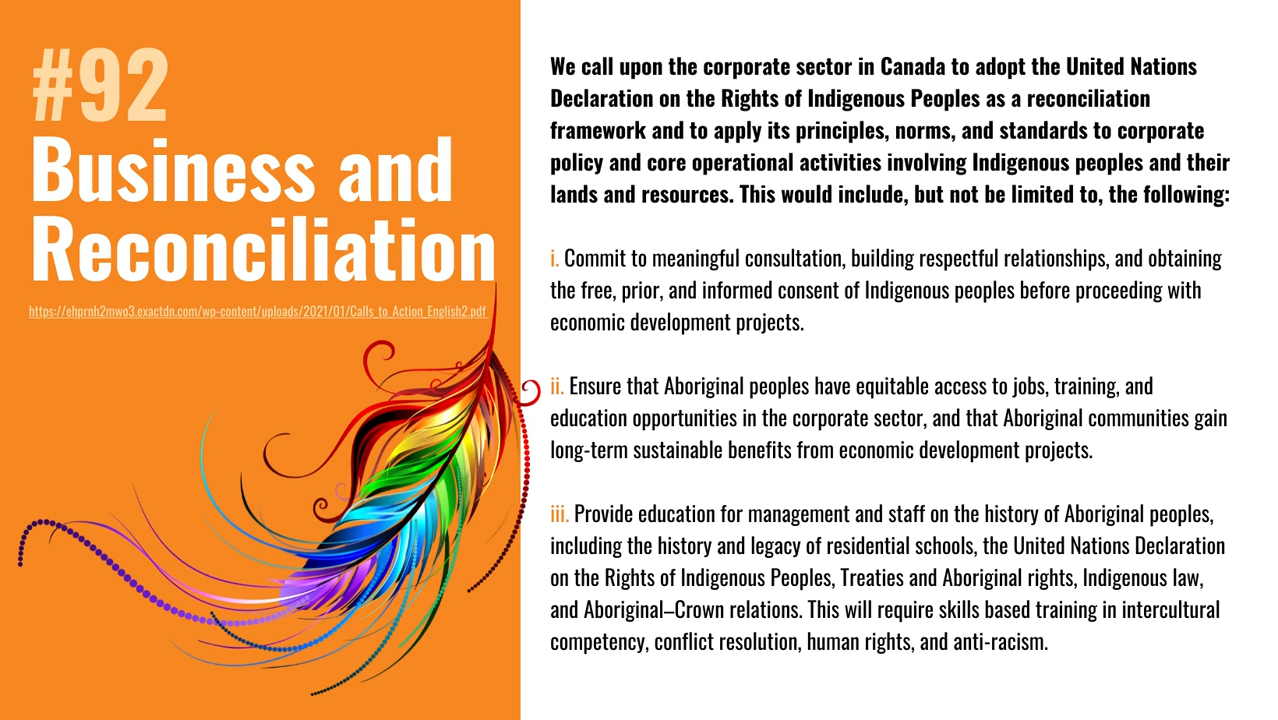 #92
Business and
Reconciliation
https://ehprnh2mwo3.exactdn.com/wp-content/uploads/2021/01/Calls_to_Action_English2.pdf
We call upon the corporate sector in Canada to adopt the United Nations
Declaration on the Rights of Indigenous Peoples as a reconciliation
framework and to apply its principles, norms, and standards to corporate
policy and core operational activities involving Indigenous peoples and their
lands and resources. This would include, but not be limited to, the following:
i. Commit to meaningful consultation, building respectful relationships, and obtaining
the free, prior, and informed consent of Indigenous peoples before proceeding with
economic development projects.
ii. Ensure that Aboriginal peoples have equitable access to jobs, training, and
education opportunities in the corporate sector, and that Aboriginal communities gain
long-term sustainable benefits from economic development projects.
iii. Provide education for management and staff on the history of Aboriginal peoples,
including the history and legacy of residential schools, the United Nations Declaration
on the Rights of Indigenous Peoples, Treaties and Aboriginal rights, Indigenous law,
and Aboriginal–Crown relations. This will require skills based training in intercultural
competency, conflict resolution, human rights, and anti-racism.